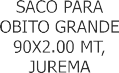 SACO PARA
OBITO GRANDE
90X2.00 MT,
JUREMA